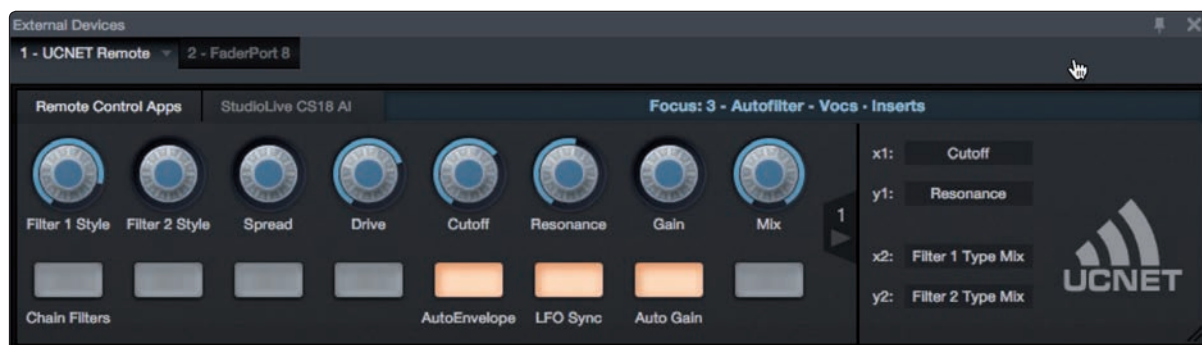 External Devices
1 - UCNET Remote 2 - FaderPort 8
Remote Control Apps StudioLive CS18 AI Focus: 3 - Autofilter - Vocs - Inserts
Filter 1 Style Filter 2 Style Spread Drive Cutoff Resonance Gain Mix
1
Chain Filters AutoEnvelope LFO Sync Auto Gain
x1: Cutoff
y1: Resonance
x2: Filter 1 Type Mix
y2: Filter 2 Type Mix
UCNET